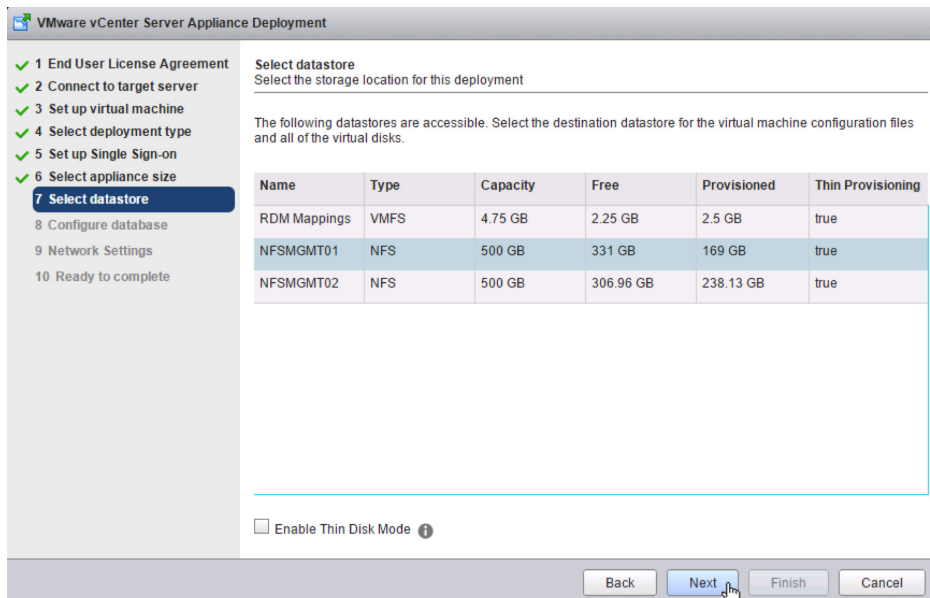 VMware vCenter Server Appliance Deployment
1 End User License Agreement
2 Connect to target server
3 Set up virtual machine
4 Select deployment type
5 Set up Single Sign-on
6 Select appliance size
7 Select datastore
8 Configure database
9 Network Settings
10 Ready to complete
Select datastore
Select the storage location for this deployment
The following datastores are accessible. Select the destination datastore for the virtual machine configuration files
and all of the virtual disks.
Name Type Capacity Free Provisioned Thin Provisioning
RDM Mappings VMFS 4.75 GB 2.25 GB 2.5 GB true
NFSMGMT01 NFS 500 GB 331 GB 169 GB true
NFSMGMT02 NFS 500 GB 306.96 GB 238.13 GB true
Enable Thin Disk Mode
Back Next Finish Cancel